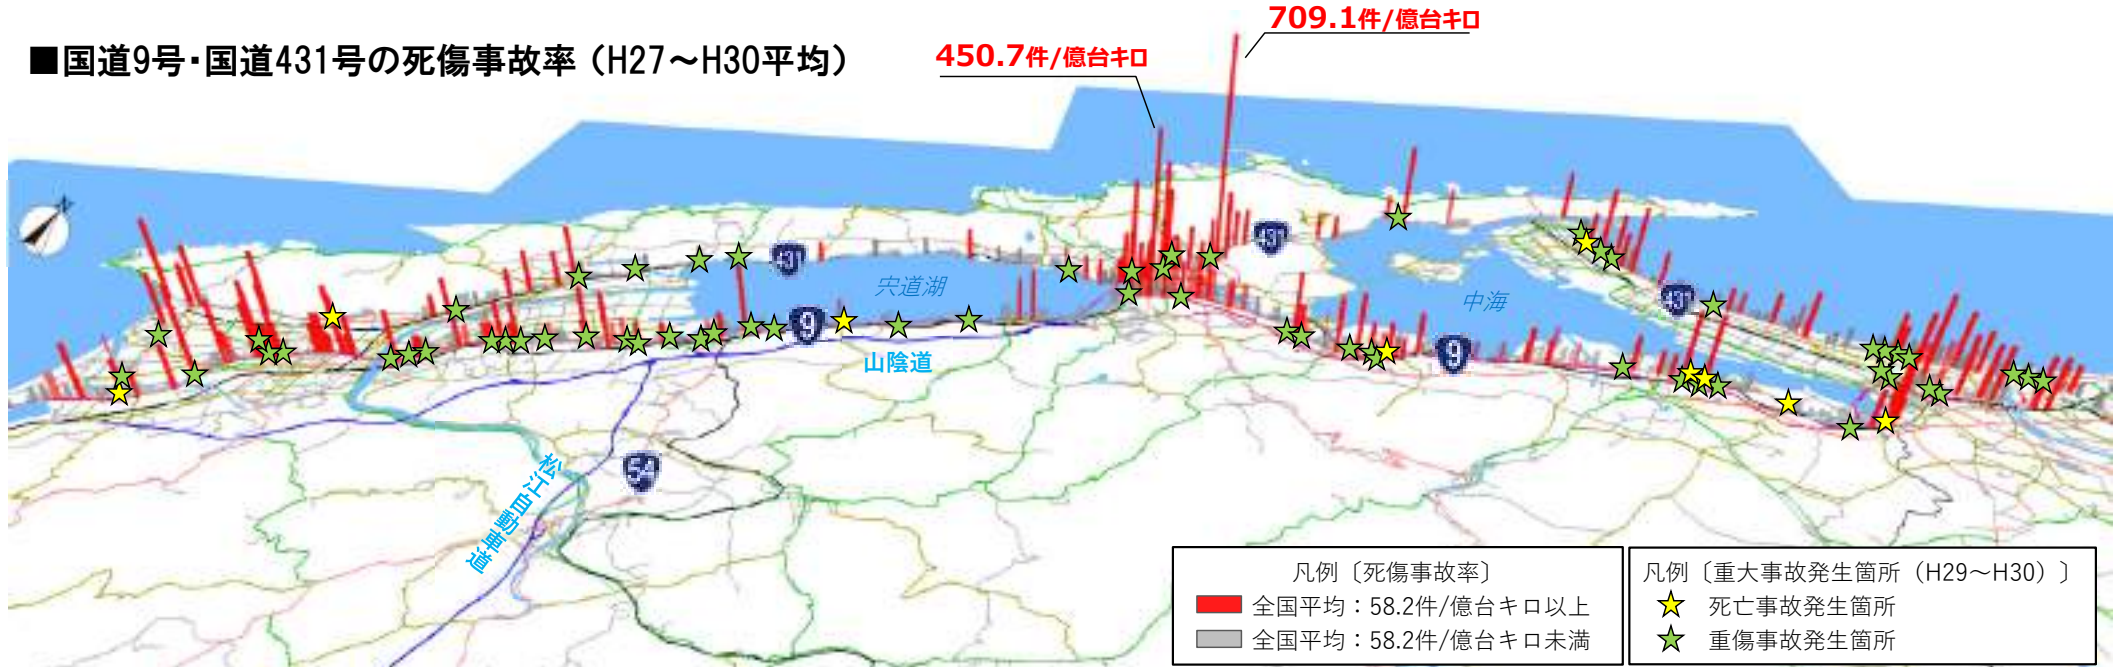 ■国道9号・国道431号の死傷事故率（H27～H30平均）
450.7件/億台キロ
709.1件/億台キロ
N
431
431
宍道湖
中海
431
9
9
山陰道
54
松江自動車道
凡例〔死傷事故率〕
全国平均：58.2件/億台キロ以上
全国平均：58.2件/億台キロ未満
凡例〔重大事故発生箇所（H29～H30）〕
死亡事故発生箇所
重傷事故発生箇所